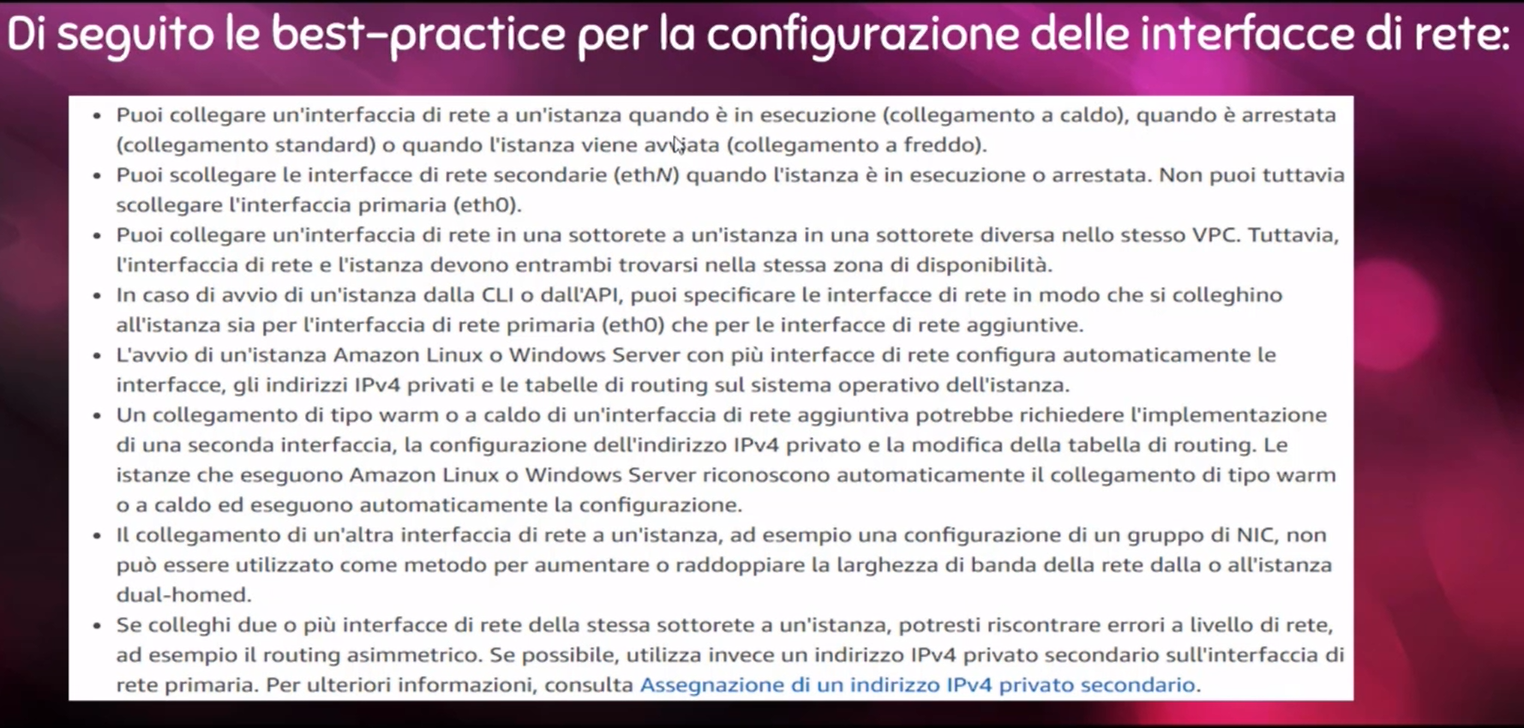 Di seguito le best-practice per la configurazione delle interfacce di rete:
• Puoi collegare un'interfaccia di rete a un'istanza quando è in esecuzione (collegamento a caldo), quando è arrestata
(collegamento standard) o quando l'istanza viene avviata (collegamento a freddo).
• Puoi scollegare le interfacce di rete secondarie (ethN) quando l'istanza è in esecuzione o arrestata. Non puoi tuttavia
scollegare l'interfaccia primaria (eth0).
• Puoi collegare un'interfaccia di rete in una sottorete a un'istanza in una sottorete diversa nello stesso VPC. Tuttavia,
l'interfaccia di rete e l'istanza devono entrambi trovarsi nella stessa zona di disponibilità.
• In caso di avvio di un'istanza dalla CLI o dall'API, puoi specificare le interfacce di rete in modo che si colleghino
all'istanza sia per l'interfaccia di rete primaria (eth0) che per le interfacce di rete aggiuntive.
• L'avvio di un'istanza Amazon Linux o Windows Server con più interfacce di rete configura automaticamente le
interfacce, gli indirizzi IPv4 privati e le tabelle di routing sul sistema operativo dell'istanza.
• Un collegamento di tipo warm o a caldo di un'interfaccia di rete aggiuntiva potrebbe richiedere l'implementazione
di una seconda interfaccia, la configurazione dell'indirizzo IPv4 privato e la modifica della tabella di routing. Le
istanze che eseguono Amazon Linux o Windows Server riconoscono automaticamente il collegamento di tipo warm
o a caldo ed eseguono automaticamente la configurazione.
• Il collegamento di un'altra interfaccia di rete a un'istanza, ad esempio una configurazione di un gruppo di NIC, non
può essere utilizzato come metodo per aumentare o raddoppiare la larghezza di banda della rete dalla o all'istanza
dual-homed.
• Se colleghi due o più interfacce di rete della stessa sottorete a un'istanza, potresti riscontrare errori a livello di rete,
ad esempio il routing asimmetrico. Se possibile, utilizza invece un indirizzo IPv4 privato secondario sull'interfaccia di
rete primaria. Per ulteriori informazioni, consulta Assegnazione di un indirizzo IPv4 privato secondario.